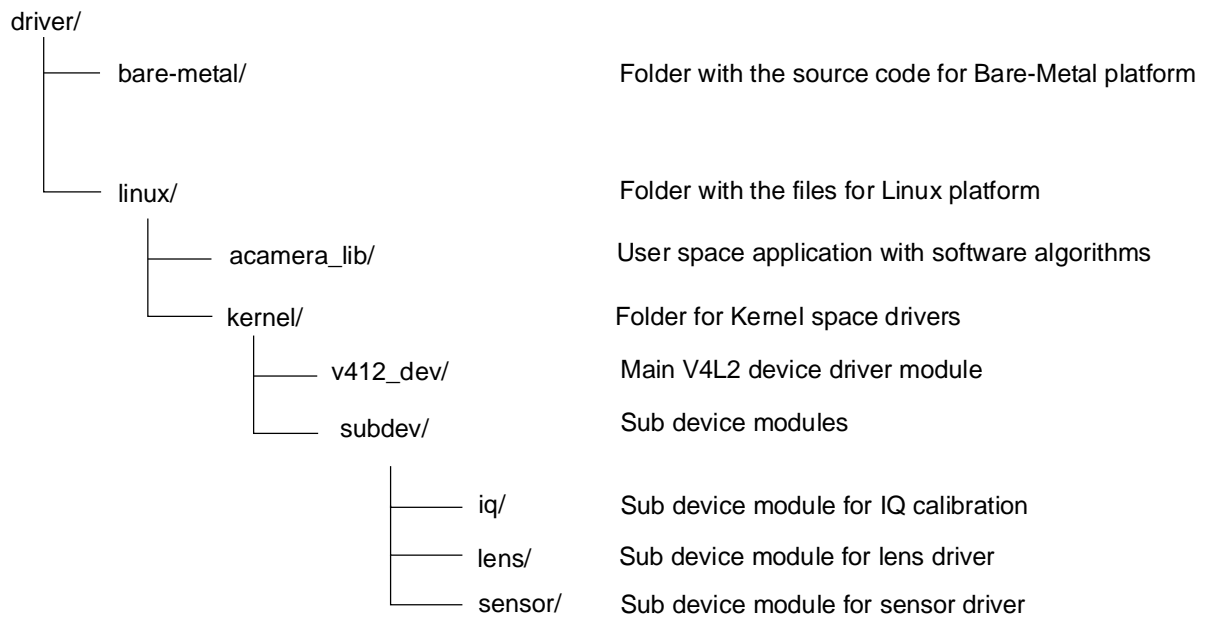 driver/
bare-metal/ Folder with the source code for Bare-Metal platform
linux/ Folder with the files for Linux platform
acamera_lib/ User space application with software algorithms
kernel/ Folder for Kernel space drivers
v412_dev/ Main V4L2 device driver module
subdev/ Sub device modules
iq/ Sub device module for IQ calibration
lens/ Sub device module for lens driver
sensor/ Sub device module for sensor driver